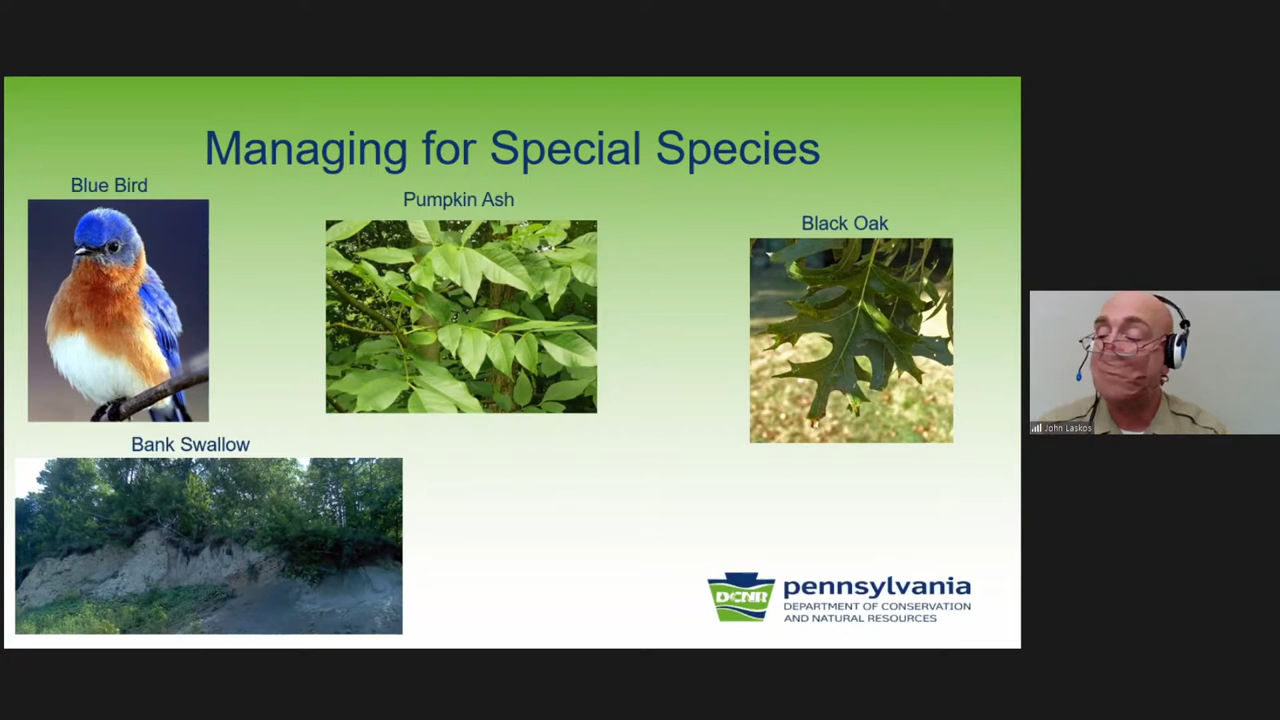 Managing for Special Species
Blue Bird
Pumpkin Ash
Black Oak
Bank Swallow
DCNR
pennsylvania
DEPARTMENT OF CONSERVATION
AND NATURAL RESOURCES
John Laskos